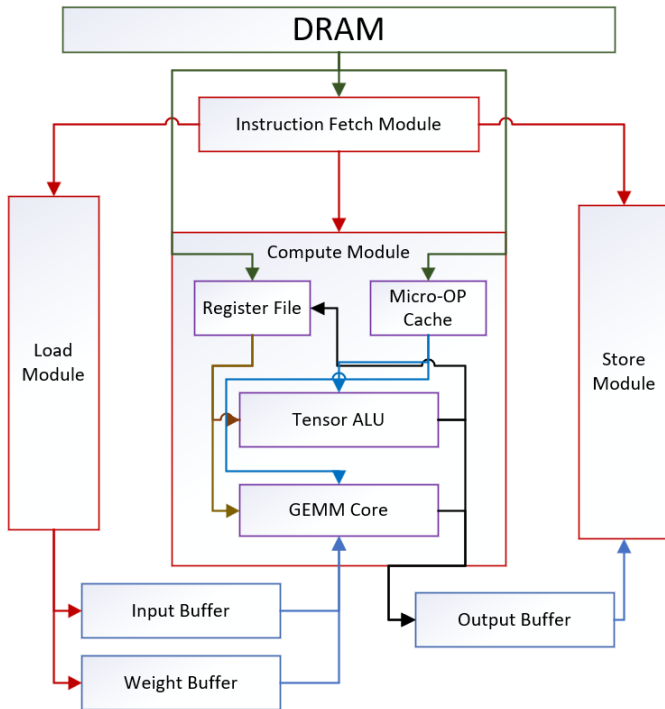 DRAM
Instruction Fetch Module
Compute Module
Register File
Micro-OP
Cache
Load
Module
Store
Module
Tensor ALU
GEMM Core
Input Buffer
Output Buffer
Weight Buffer